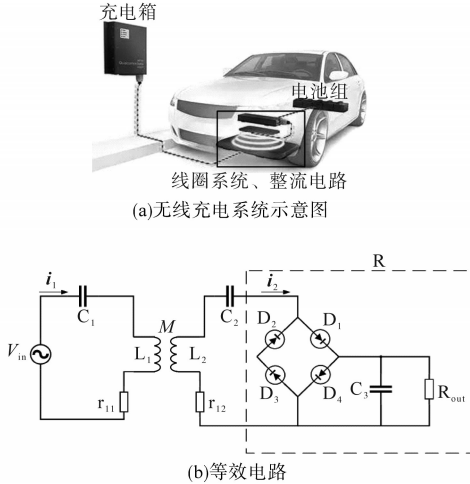 充电箱
电池组
线圈系统、整流电路
(a)无线充电系统示意图
R
i₁
C₁
M
C₂
i₂
Vᵢₙ
L₁
L₂
r₁₁
r₁₂
D₂
D₁
D₃
D₄
C₃
Rₒᵤₜ
(b)等效电路